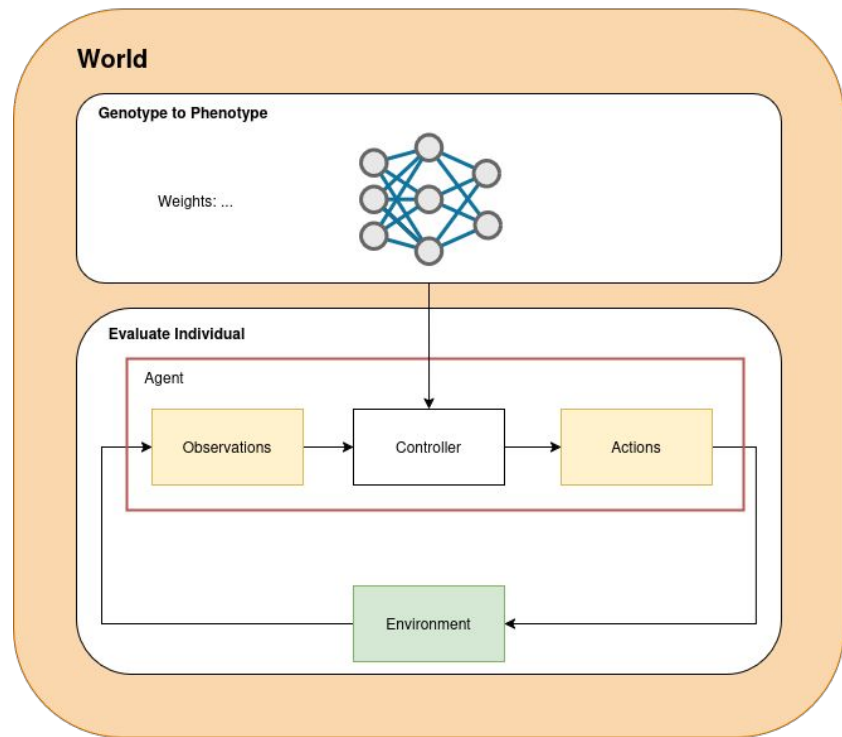 World
Genotype to Phenotype
Weights: ...
Evaluate Individual
Agent
Observations
Controller
Actions
Environment